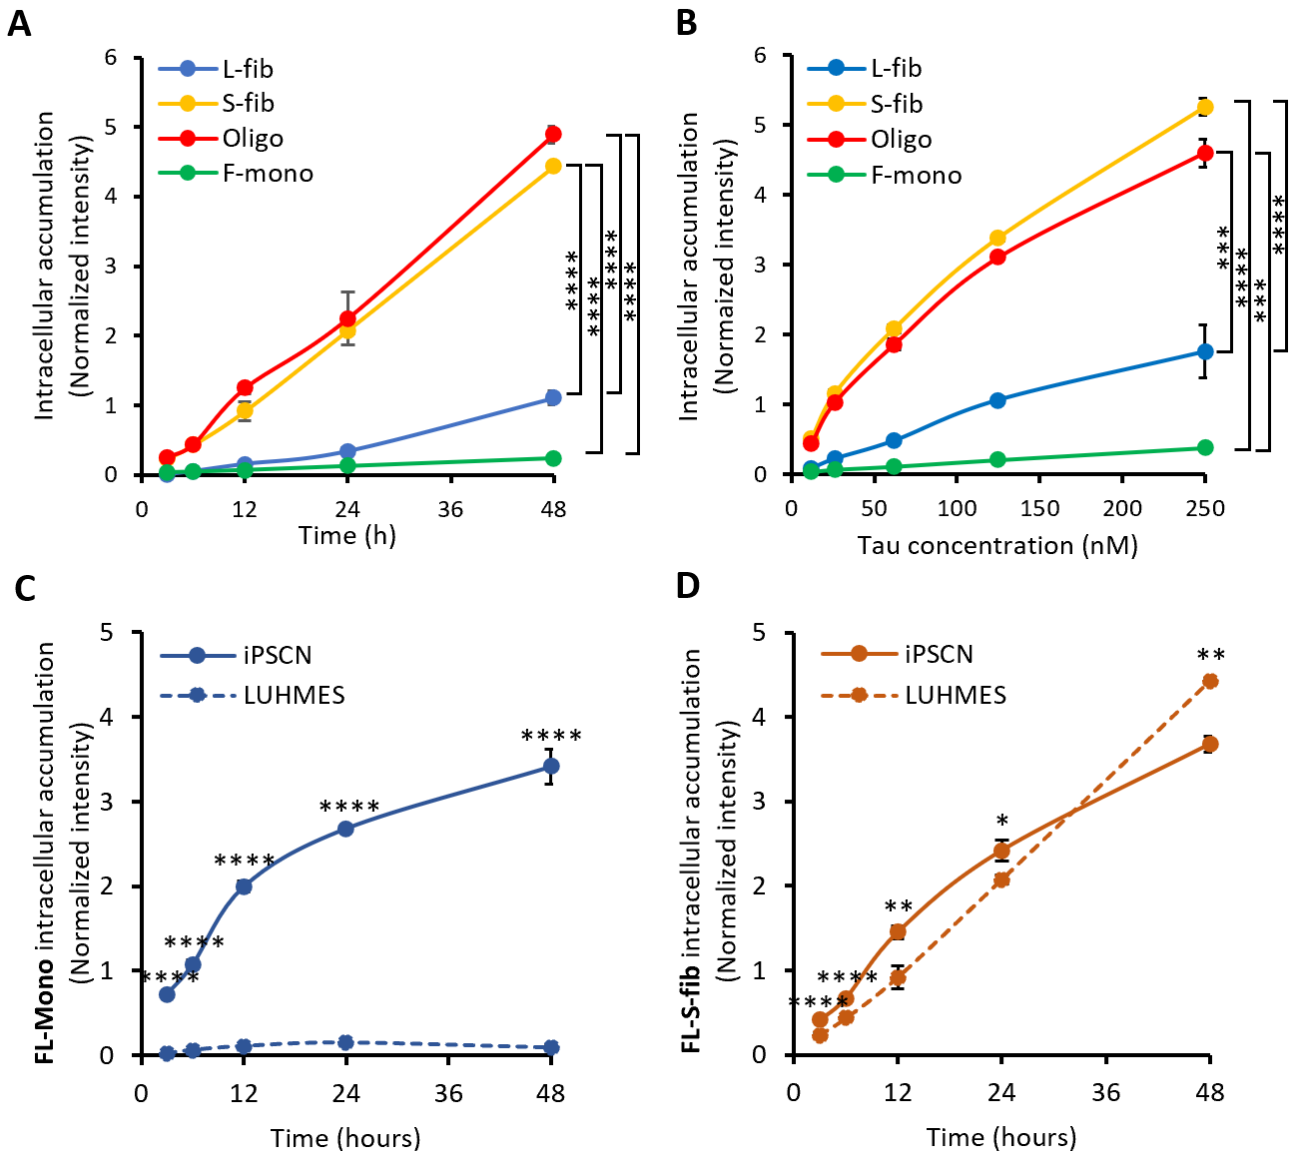 A
Intracellular accumulation
(Normalized intensity)
6
5
4
3
2
1
0
L-fib
S-fib
Oligo
F-mono
****
****
****
****
0
12
24
36
48
Time (h)
B
Intracellular accumulation
(Normaized intensity)
6
5
4
3
2
1
0
L-fib
S-fib
Oligo
F-mono
***
****
***
****
0
50
100
150
200
250
Tau concentration (nM)
C
FL-Mono intracellular accumulation
(Normalized intensity)
5
4
3
2
1
0
iPSCN
LUHMES
****
****
****
****
****
0
12
24
36
48
Time (hours)
D
FL-S-fib intracellular accumulation
(Normalized intensity)
5
4
3
2
1
0
iPSCN
LUHMES
****
****
**
*
**
0
12
24
36
48
Time (hours)